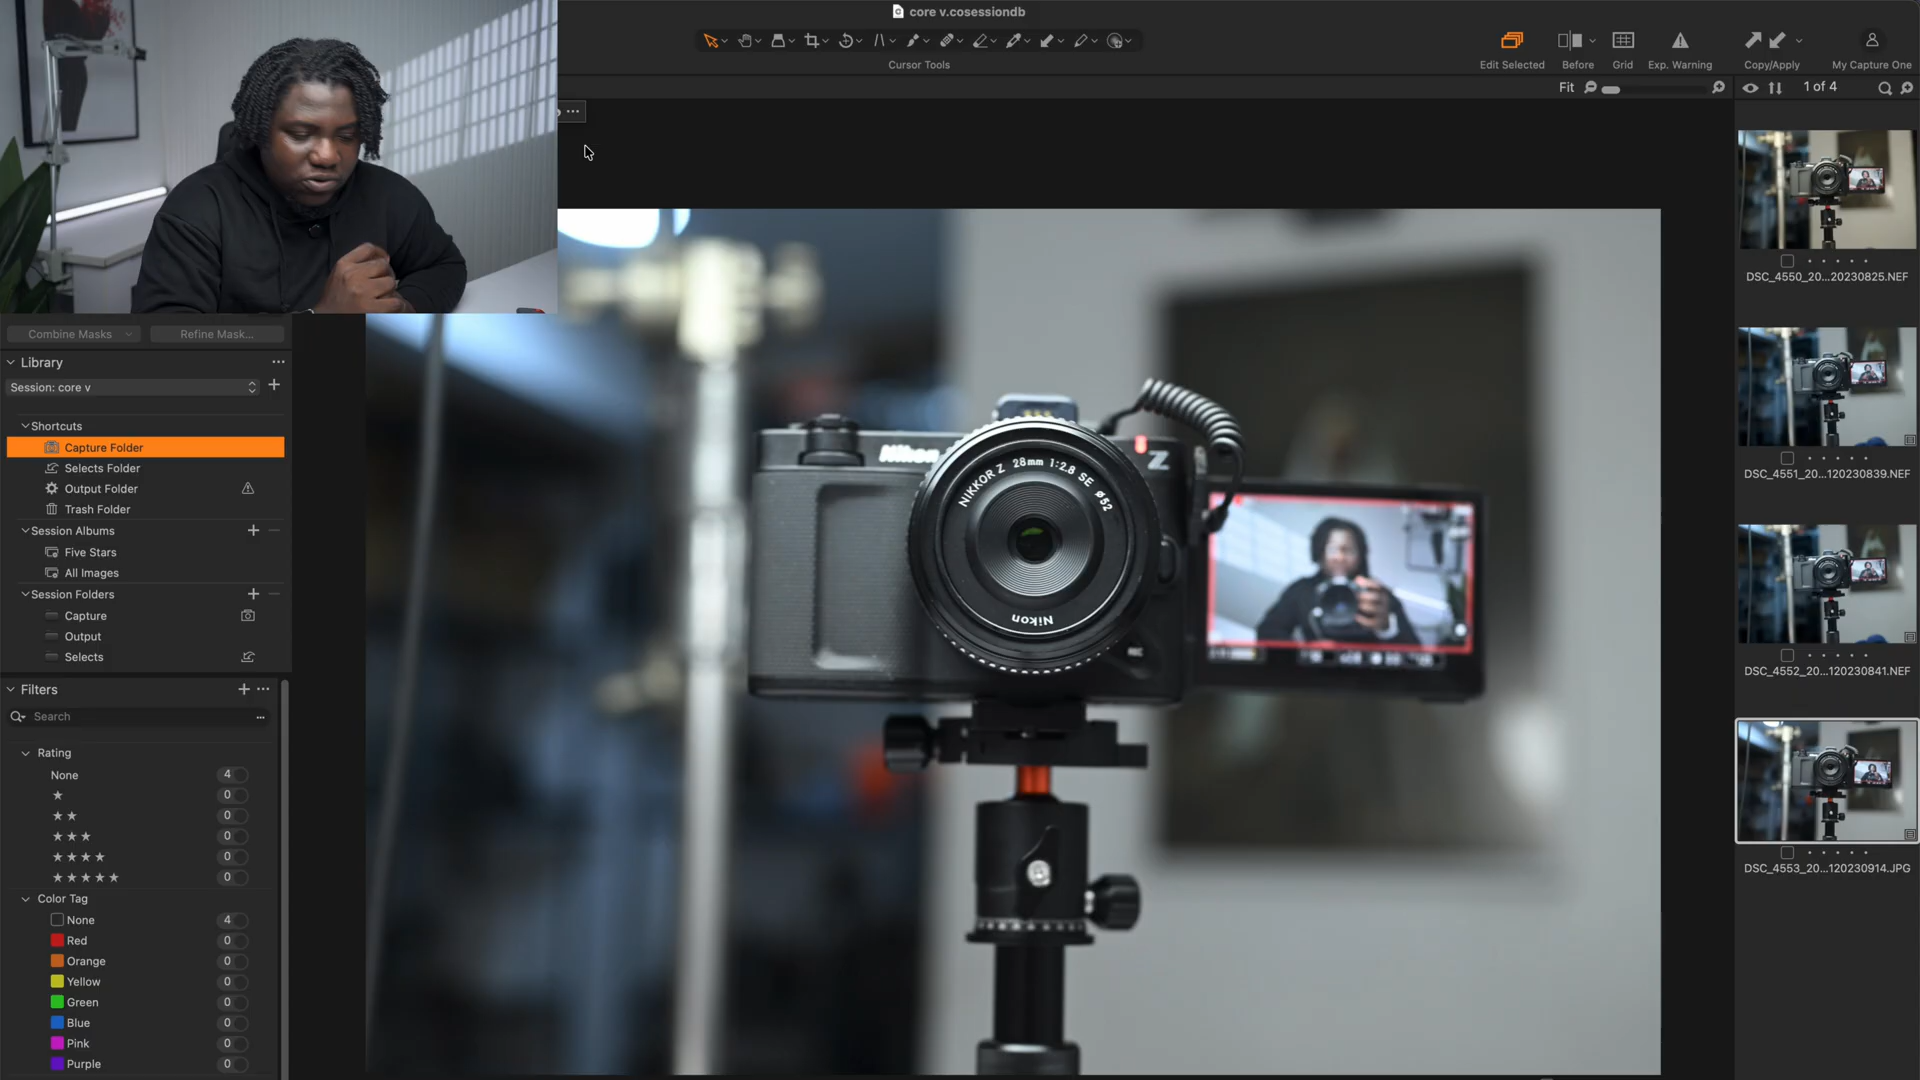 core v.cosessiondb
Cursor Tools
Edit Selected
Before
Grid
Exp. Warning
Copy/Apply
My Capture One
Fit
1 of 4
Combine Masks
Refine Mask...
Library
Session: core v
Shortcuts
Capture Folder
Selects Folder
Output Folder
Trash Folder
Session Albums
Five Stars
All Images
Session Folders
Capture
Output
Selects
Filters
Search
Rating
None 4
★ 0
★ ★ 0
★ ★ ★ 0
★ ★ ★ ★ 0
★ ★ ★ ★ ★ 0
Color Tag
None 4
Red 0
Orange 0
Yellow 0
Green 0
Blue 0
Pink 0
Purple 0
Nikon
NIKKOR Z 28mm 1:2.8 SE ⌀52
Nikon
Z
DSC_4550_20...20230825.NEF
DSC_4551_20...120230839.NEF
DSC_4552_20...120230841.NEF
DSC_4553_20...120230914.JPG